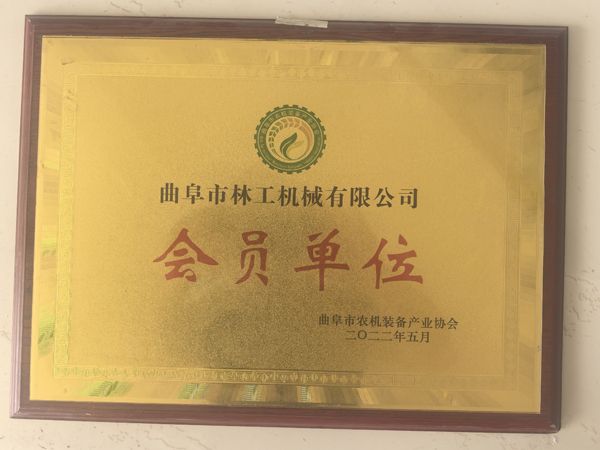 曲阜市林工机械有限公司
会员单位
曲阜市农机装备产业协会
二〇二二年五月